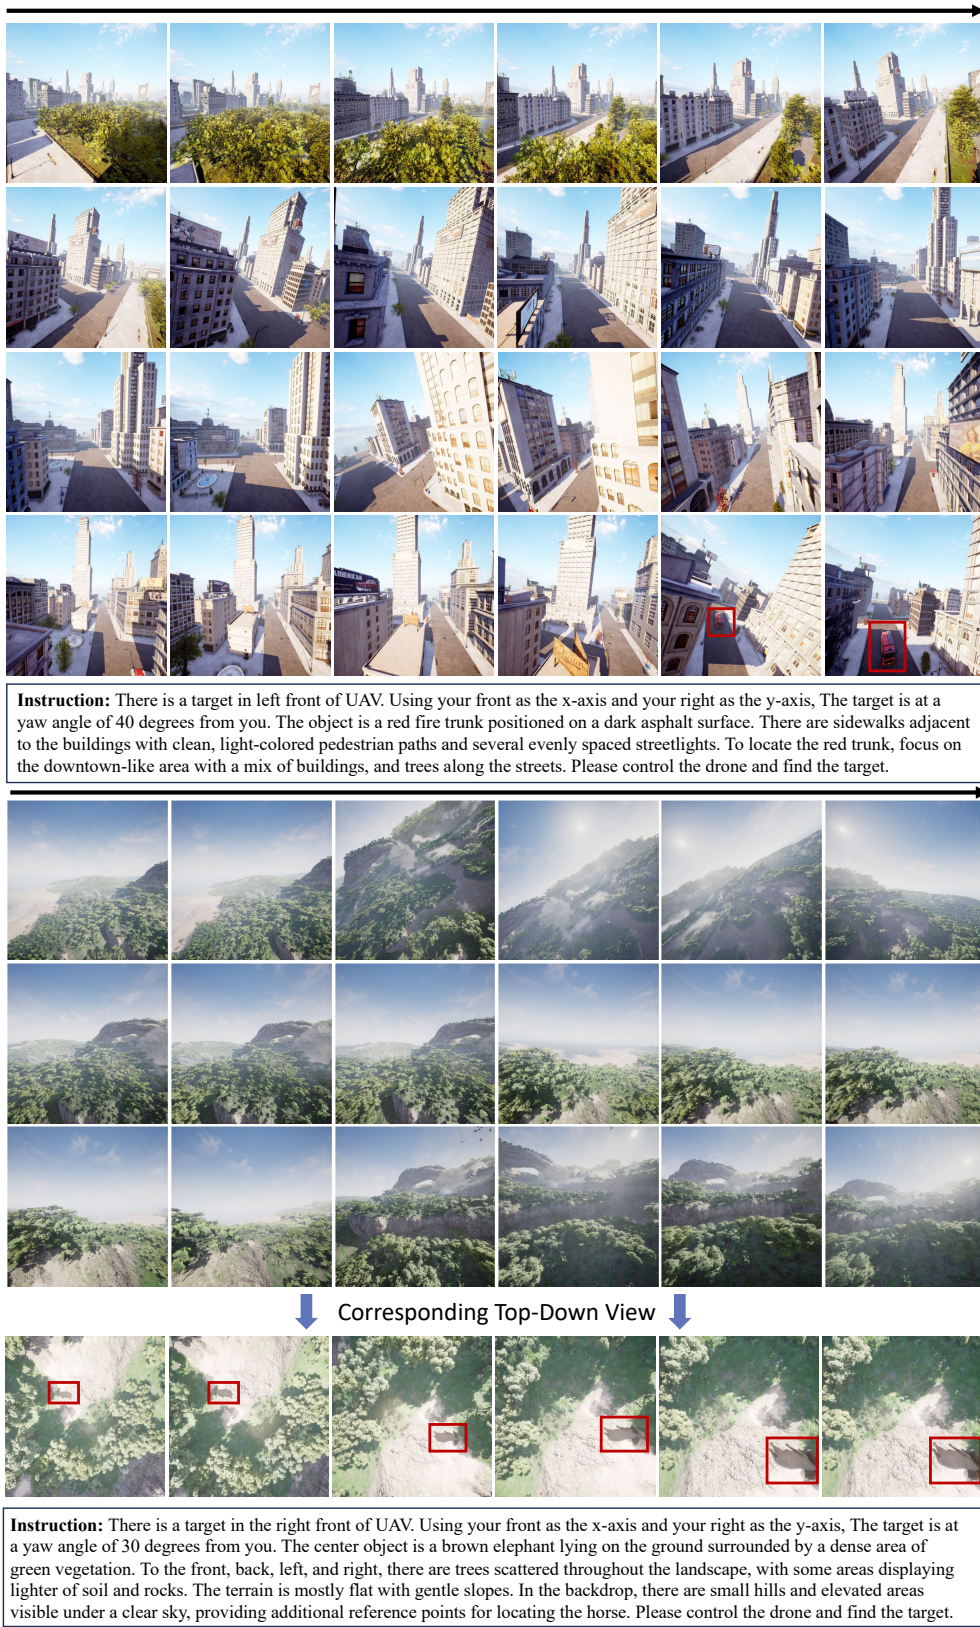 Instruction: There is a target in left front of UAV. Using your front as the x-axis and your right as the y-axis, The target is at a
yaw angle of 40 degrees from you. The object is a red fire trunk positioned on a dark asphalt surface. There are sidewalks adjacent
to the buildings with clean, light-colored pedestrian paths and several evenly spaced streetlights. To locate the red trunk, focus on
the downtown-like area with a mix of buildings, and trees along the streets. Please control the drone and find the target.
Corresponding Top-Down View
Instruction: There is a target in the right front of UAV. Using your front as the x-axis and your right as the y-axis, The target is at
a yaw angle of 30 degrees from you. The center object is a brown elephant lying on the ground surrounded by a dense area of
green vegetation. To the front, back, left, and right, there are trees scattered throughout the landscape, with some areas displaying
lighter of soil and rocks. The terrain is mostly flat with gentle slopes. In the backdrop, there are small hills and elevated areas
visible under a clear sky, providing additional reference points for locating the horse. Please control the drone and find the target.